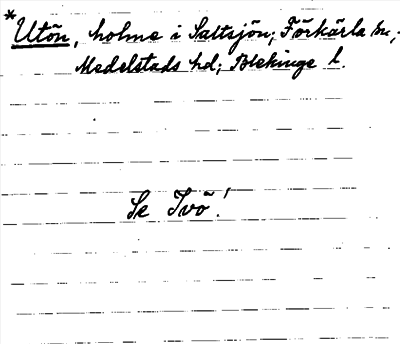 *Utön, holme i Saltsjön; Förkärla sn,
Medelstads hd; Blekinge l.
Se Tvö!